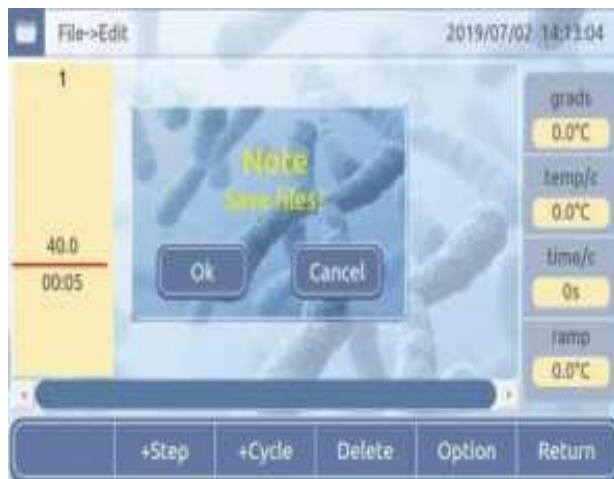 File->Edit
2019/07/02 14:13:04
1
40.0
00:05
Note
Save files!
Ok
Cancel
grads
0.0°C
temp/c
0.0°C
time/c
0s
ramp
0.0°C
+Step
+Cycle
Delete
Option
Return